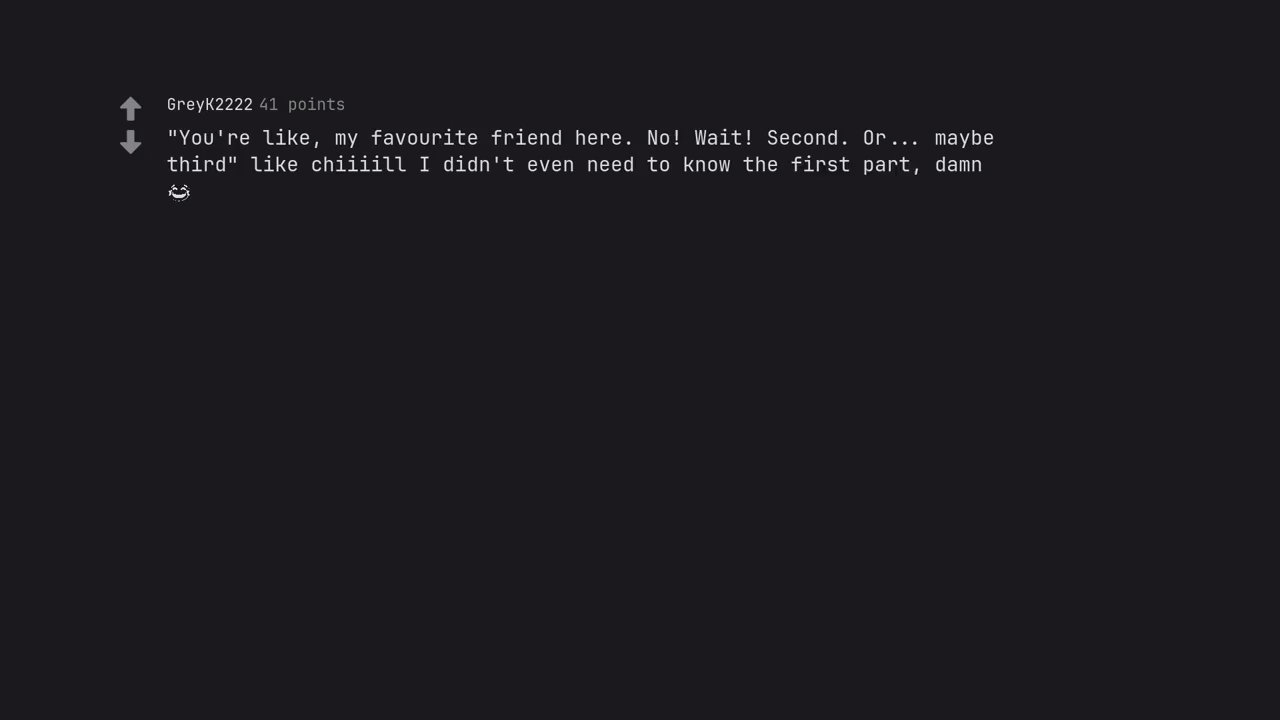 GreyK2222 41 points
"You're like, my favourite friend here. No! Wait! Second. Or... maybe
third" like chiiiill I didn't even need to know the first part, damn
😂